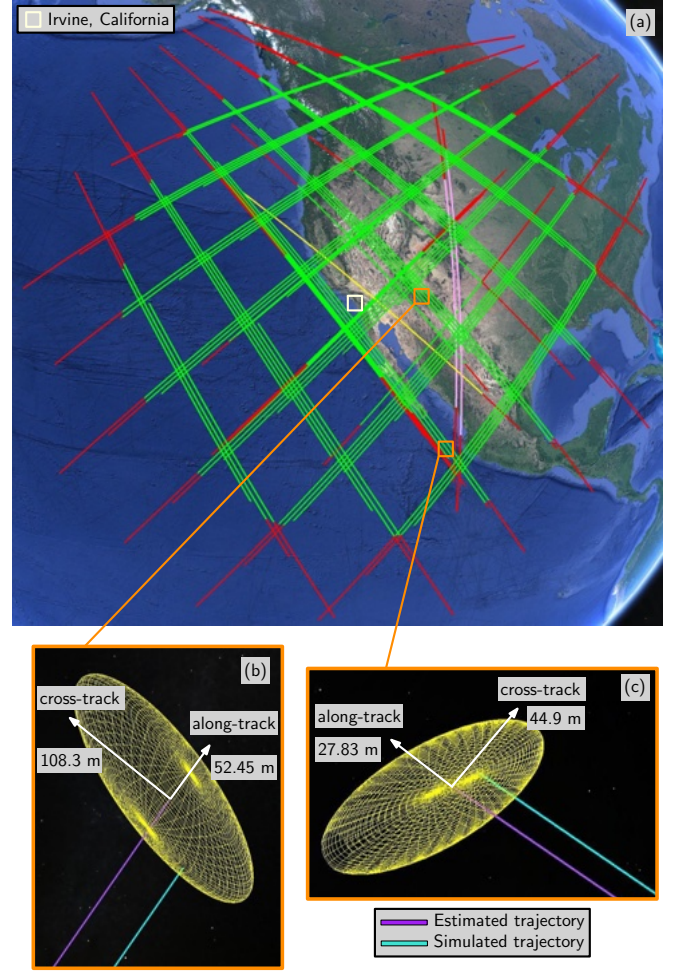 Irvine, California
(a)
(b)
cross-track
along-track
108.3 m
52.45 m
(c)
cross-track
along-track
44.9 m
27.83 m
Estimated trajectory
Simulated trajectory